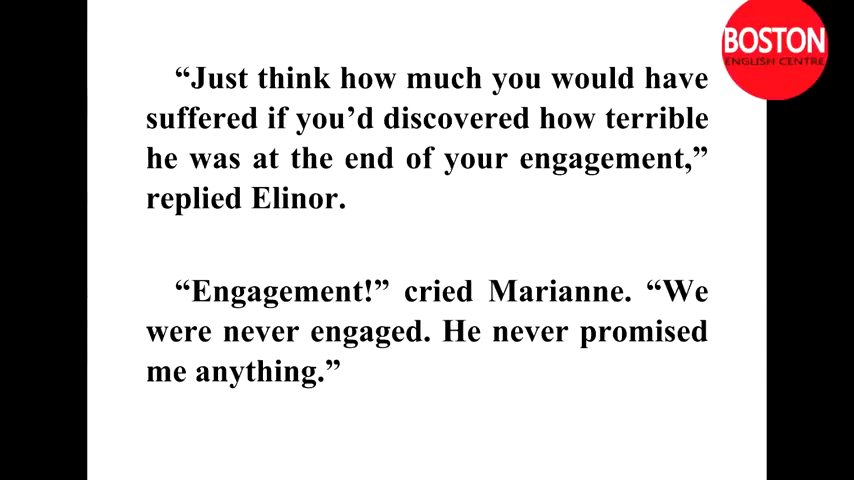 BOSTON
ENGLISH CENTRE
“Just think how much you would have
suffered if you’d discovered how terrible
he was at the end of your engagement,”
replied Elinor.
“Engagement!” cried Marianne. “We
were never engaged. He never promised
me anything.”